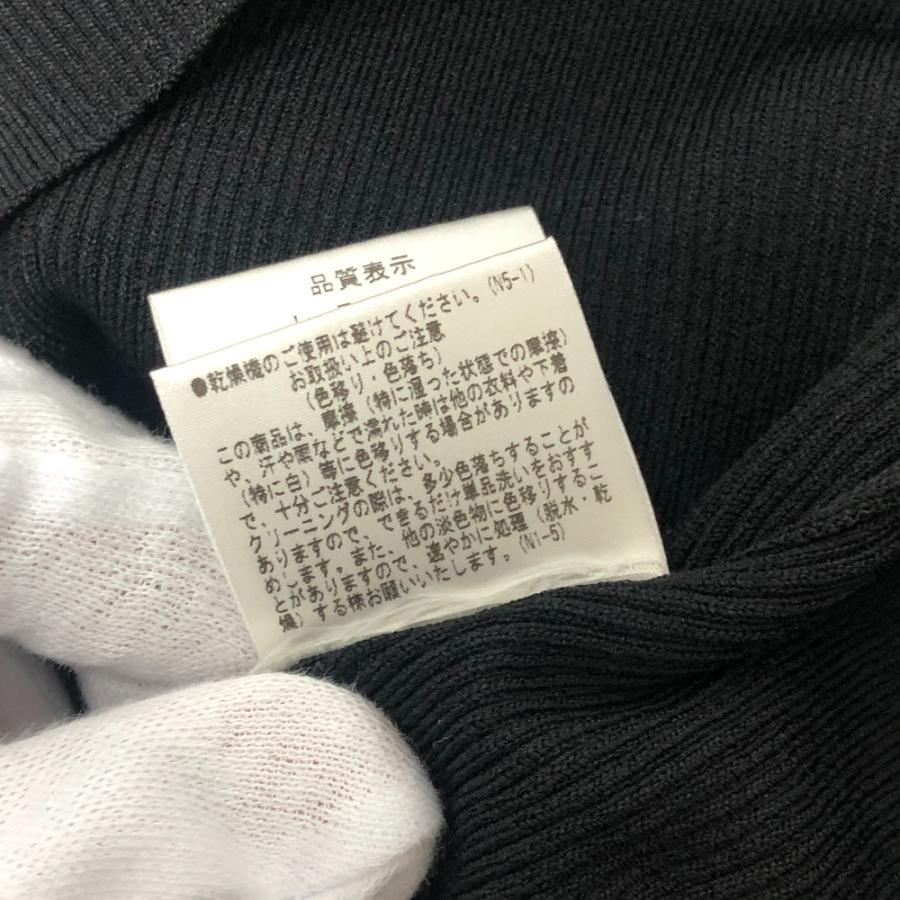 品質表示
●乾燥機のご使用は避けてください。(N5-1)
お取扱い上のご注意
(色移り・色落ち)
この商品は、摩擦(特に湿った状態での摩擦)
や、汗や雨などで濡れた時は他の衣料や下着
(特に白)等に色移りする場合がありますの
で、十分ご注意ください。
クリーニングの際は、多少色落ちすることが
ありますので、できるだけ単品洗いをおすす
めします。また、他の淡色物に色移りするこ
とがありますので、速やかに処理(脱水・乾
燥)する様お願いいたします。(N1-5)